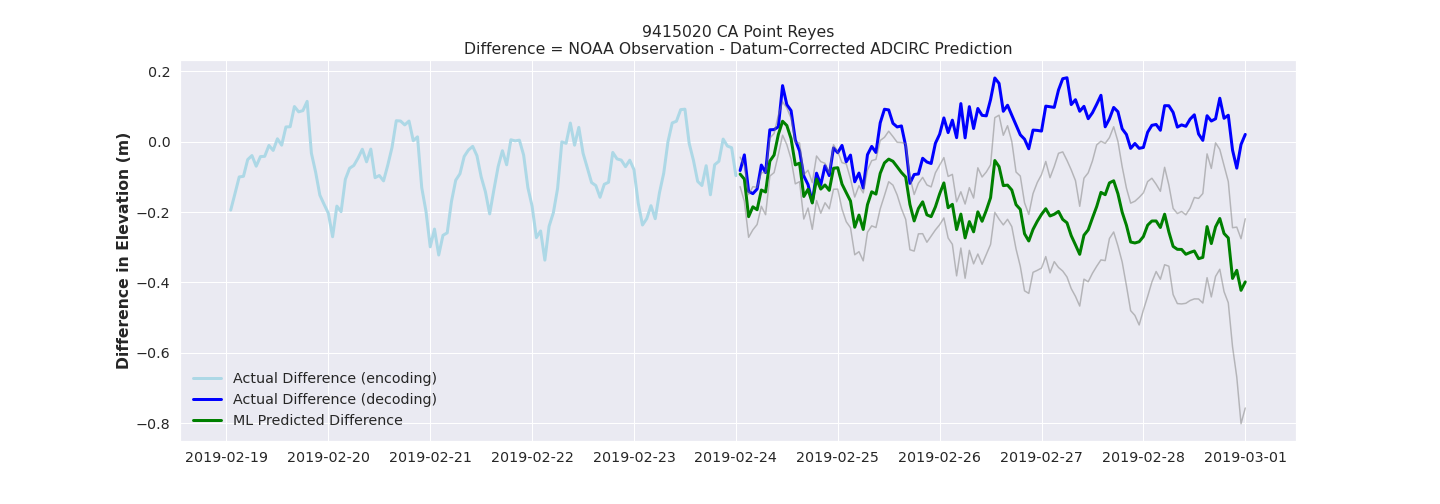 9415020 CA Point Reyes
Difference = NOAA Observation - Datum-Corrected ADCIRC Prediction
Difference in Elevation (m)
0.2
0.0
−0.2
−0.4
−0.6
−0.8
Actual Difference (encoding)
Actual Difference (decoding)
ML Predicted Difference
2019-02-19 2019-02-20 2019-02-21 2019-02-22 2019-02-23 2019-02-24 2019-02-25 2019-02-26 2019-02-27 2019-02-28 2019-03-01